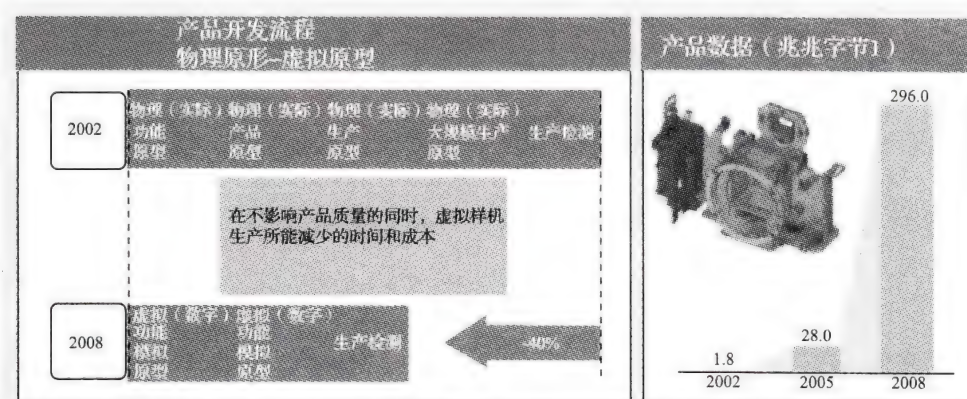 产品开发流程
物理原形–虚拟原型
2002
物理（实际）物理（实际）物理（实际）物理（实际）
功能 产品 生产 大规模生产 生产检测
原型 原型 原型 原型
在不影响产品质量的同时，虚拟样机
生产所能减少的时间和成本
2008
虚拟（数字）虚拟（数字）
功能 功能
模拟 模拟 生产检测
原型 原型
-40%
产品数据（兆兆字节1）
296.0
28.0
1.8
2002 2005 2008